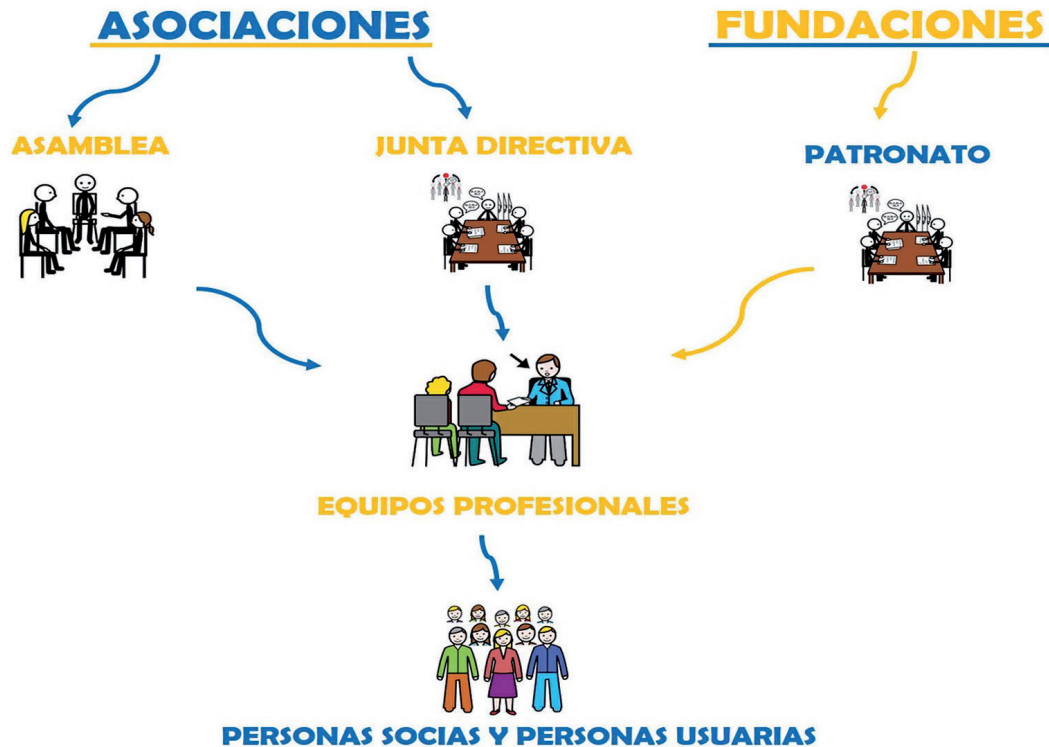 ASOCIACIONES
FUNDACIONES
ASAMBLEA
JUNTA DIRECTIVA
PATRONATO
EQUIPOS PROFESIONALES
PERSONAS SOCIAS Y PERSONAS USUARIAS